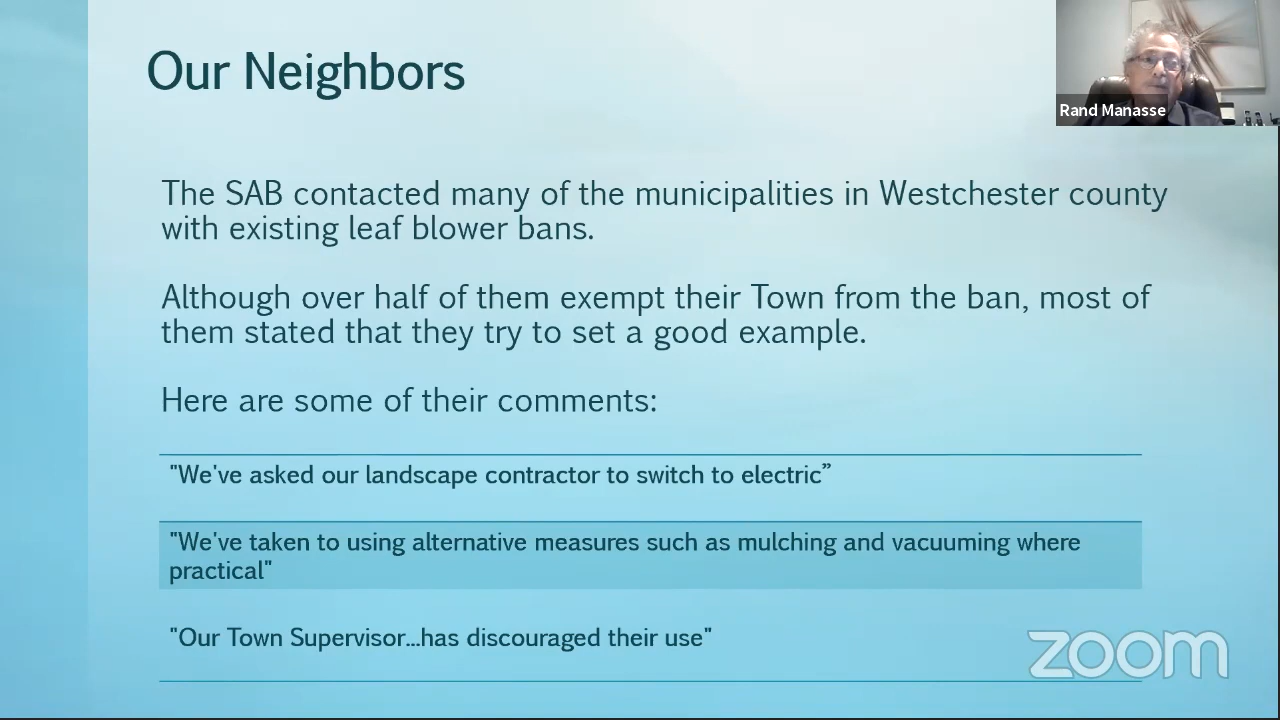 Our Neighbors
Rand Manasse
The SAB contacted many of the municipalities in Westchester county
with existing leaf blower bans.
Although over half of them exempt their Town from the ban, most of
them stated that they try to set a good example.
Here are some of their comments:
"We've asked our landscape contractor to switch to electric”
"We've taken to using alternative measures such as mulching and vacuuming where
practical"
"Our Town Supervisor...has discouraged their use"
zoom